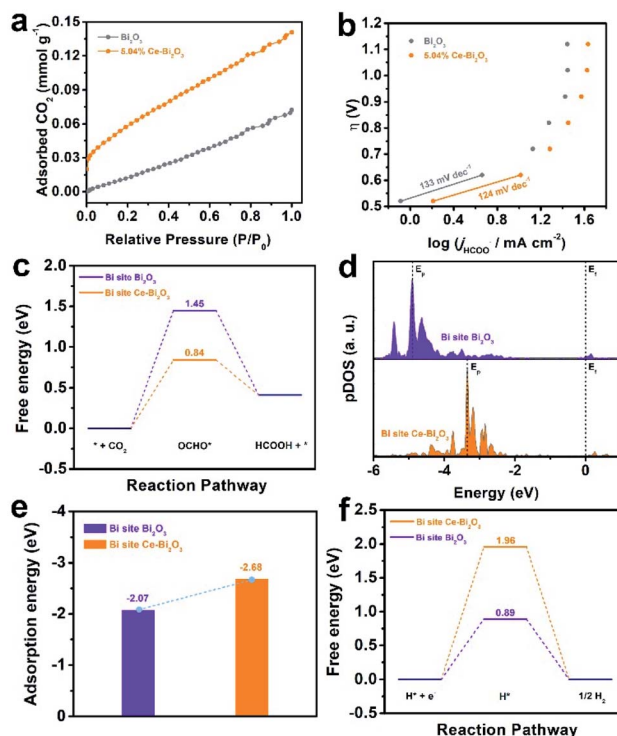 a
Bi₂O₃
5.04% Ce-Bi₂O₃
Adsorbed CO₂ (mmol g⁻¹)
0.15
0.12
0.09
0.06
0.03
0.00
0.0 0.2 0.4 0.6 0.8 1.0
Relative Pressure (P/P₀)
b
Bi₂O₃
5.04% Ce-Bi₂O₃
η (V)
1.2
1.1
1.0
0.9
0.8
0.7
0.6
0.5
133 mV dec⁻¹
124 mV dec⁻¹
0.0 0.4 0.8 1.2 1.6 2.0
log (j HCOO⁻ / mA cm⁻²)
c
Bi site Bi₂O₃
Bi site Ce-Bi₂O₃
Free energy (eV)
2.0
1.5
1.0
0.5
0.0
-0.5
1.45
0.84
* + CO₂ OCHO* HCOOH + *
Reaction Pathway
d
pDOS (a. u.)
Eₚ
E_f
Bi site Bi₂O₃
Eₚ
E_f
Bi site Ce-Bi₂O₃
-6 -4 -2 0
Energy (eV)
e
Bi site Bi₂O₃
Bi site Ce-Bi₂O₃
Adsorption energy (eV)
-4
-3
-2
-1
0
-2.07
-2.68
f
Bi site Ce-Bi₂O₃
Bi site Bi₂O₃
Free energy (eV)
2.5
2.0
1.5
1.0
0.5
0.0
-0.5
1.96
0.89
H⁺ + e⁻ H* 1/2 H₂
Reaction Pathway